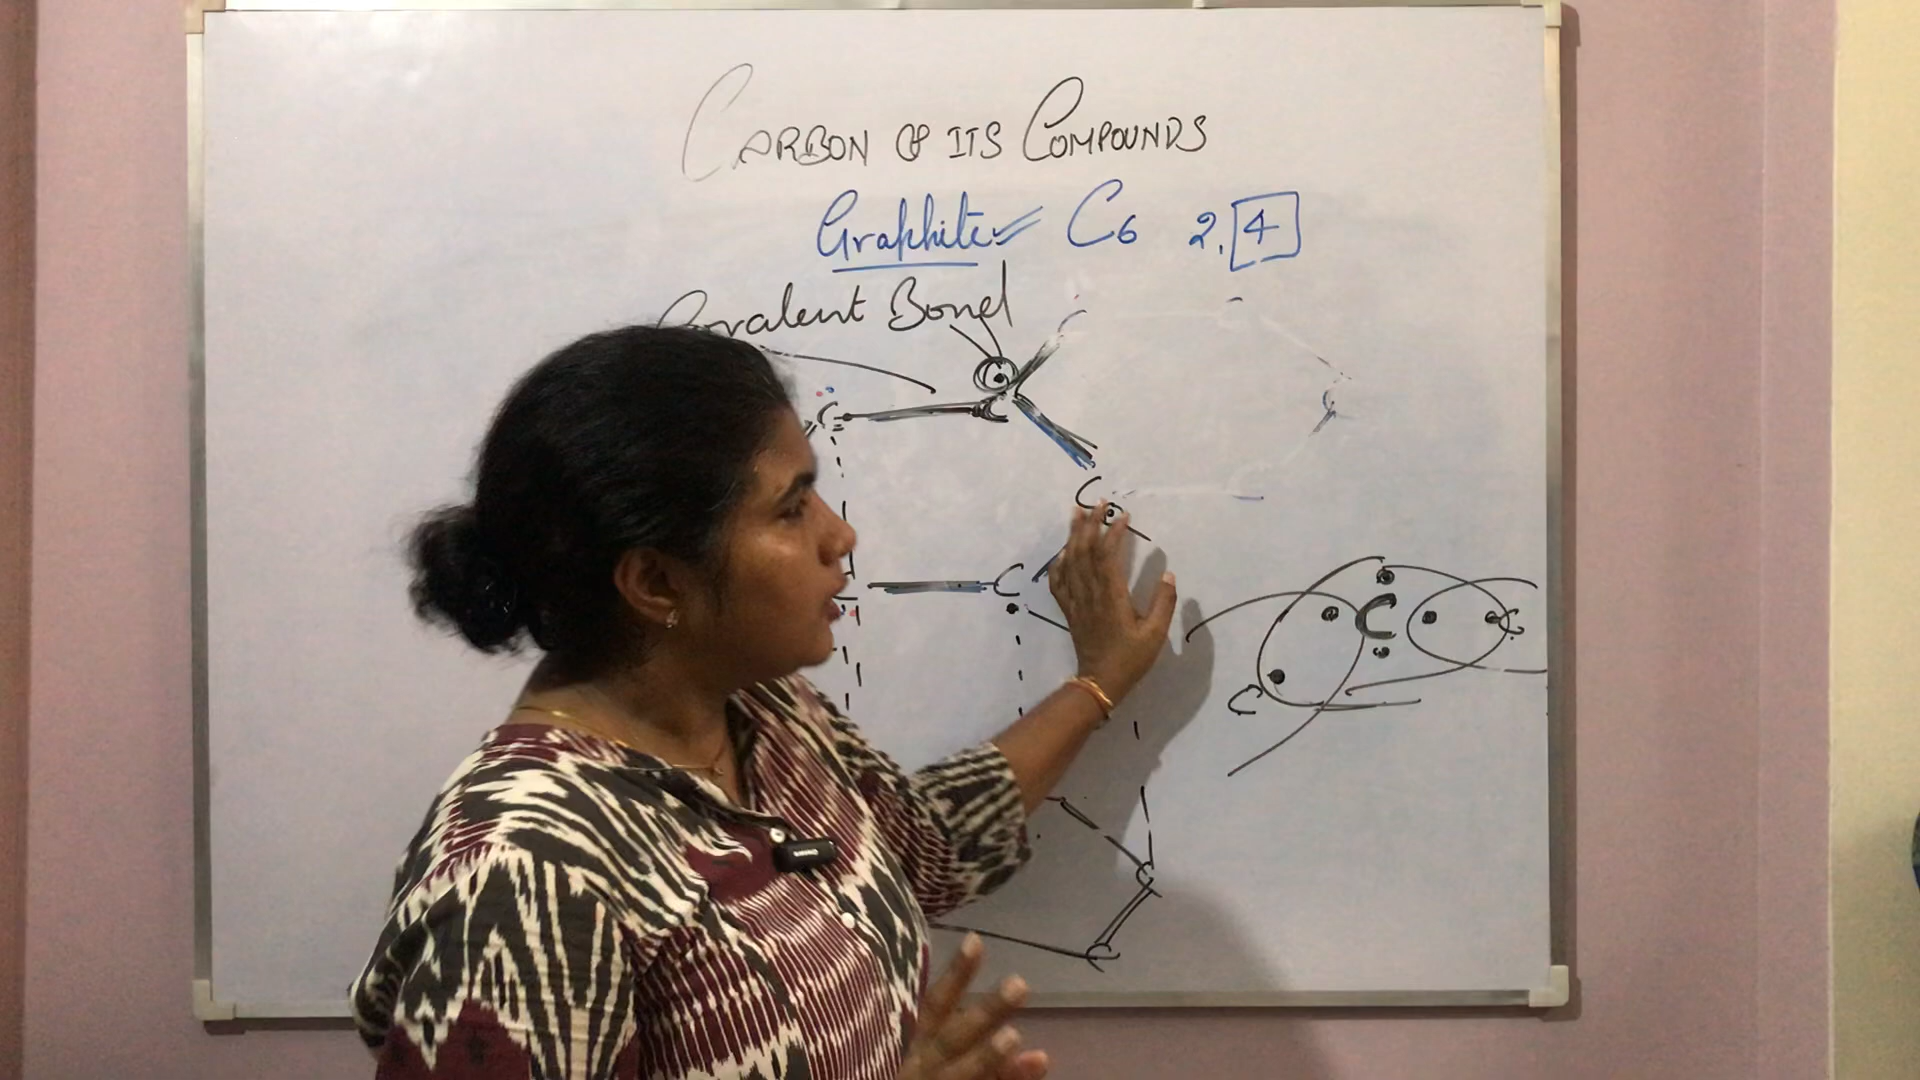 CARBON & ITS COMPOUNDS
Graphite C6 2,4
Covalent Bond
C C
C
C
C C
C
C
C